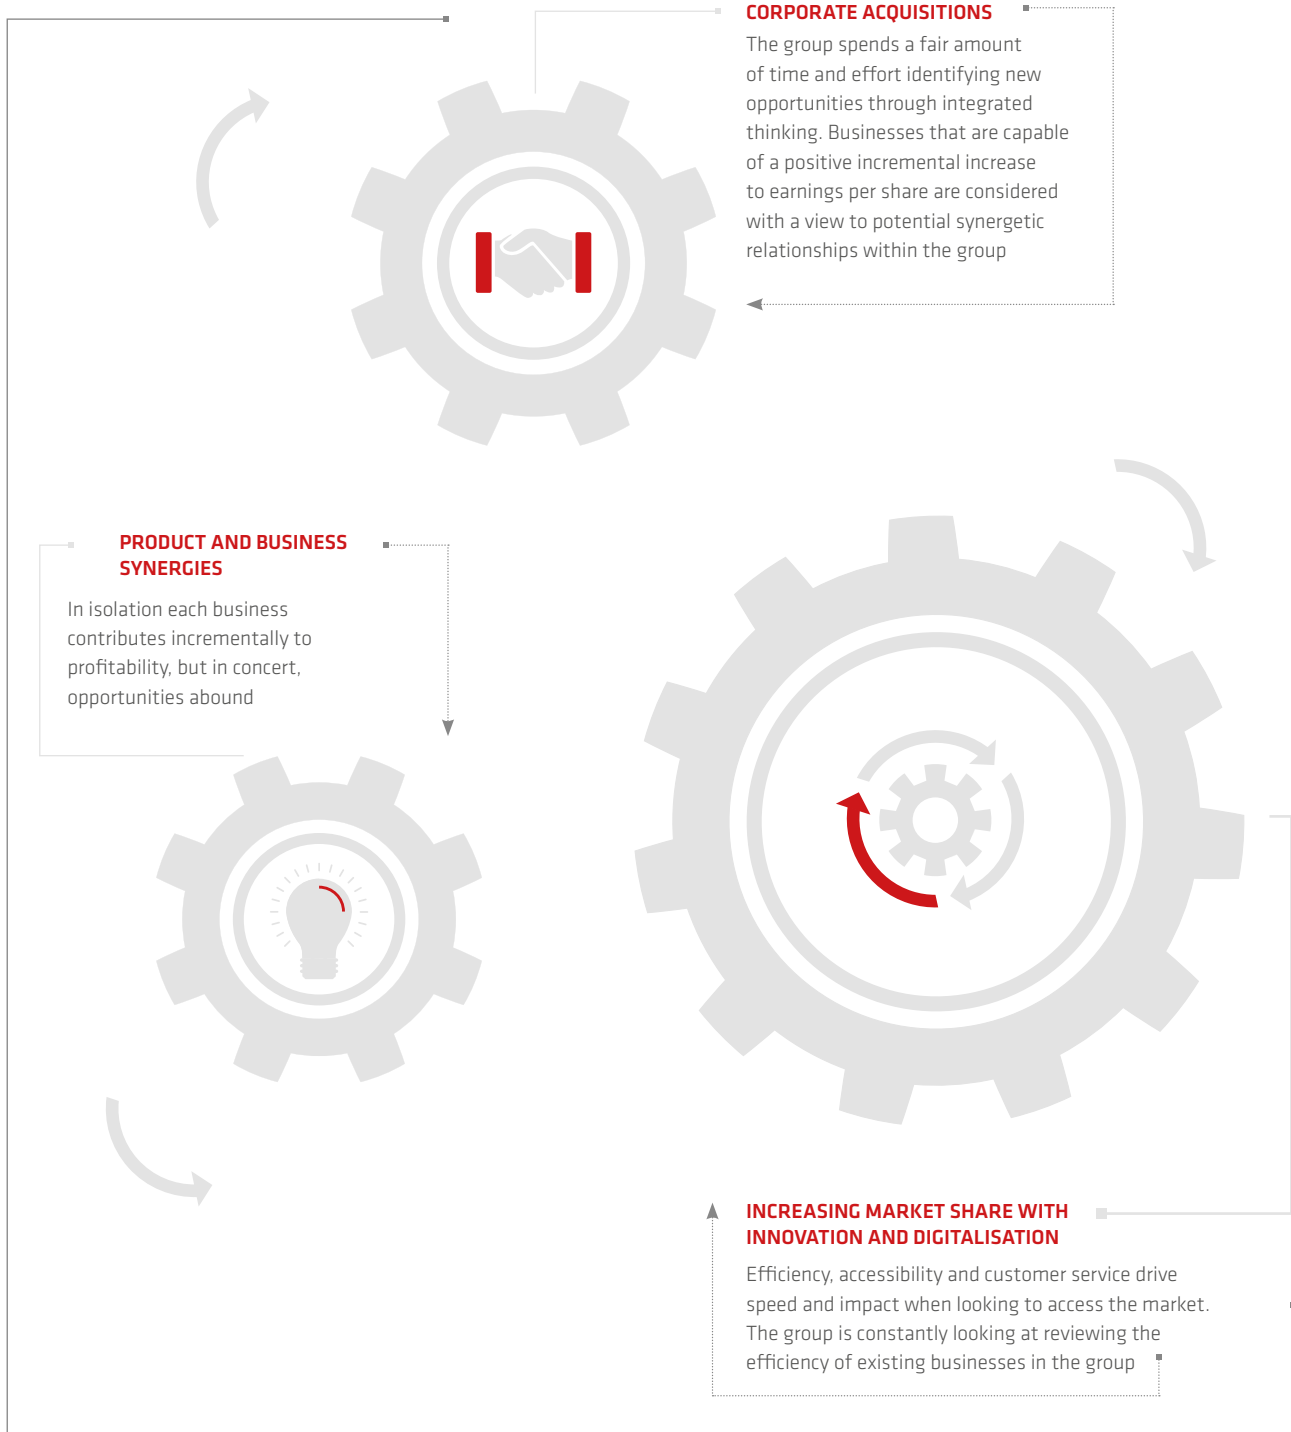 CORPORATE ACQUISITIONS
The group spends a fair amount
of time and effort identifying new
opportunities through integrated
thinking. Businesses that are capable
of a positive incremental increase
to earnings per share are considered
with a view to potential synergetic
relationships within the group
PRODUCT AND BUSINESS
SYNERGIES
In isolation each business
contributes incrementally to
profitability, but in concert,
opportunities abound
INCREASING MARKET SHARE WITH
INNOVATION AND DIGITALISATION
Efficiency, accessibility and customer service drive
speed and impact when looking to access the market.
The group is constantly looking at reviewing the
efficiency of existing businesses in the group